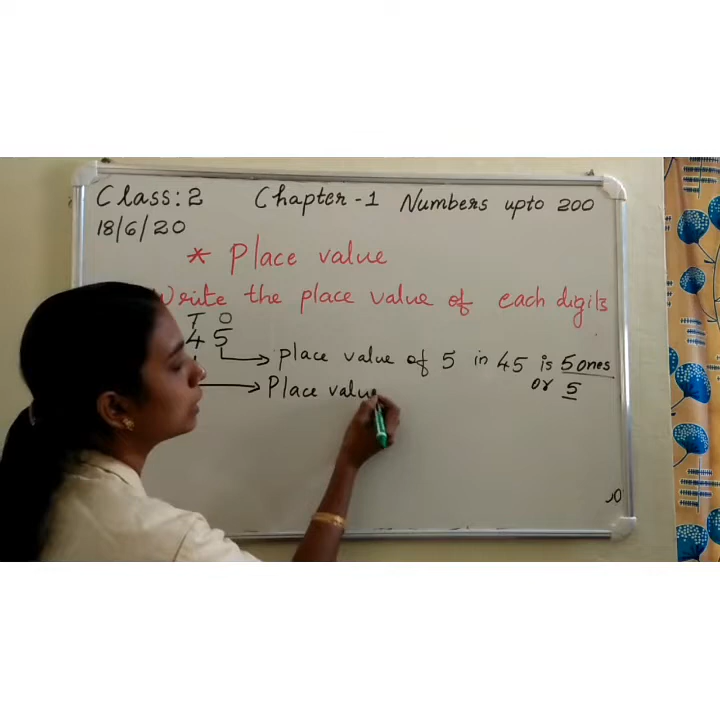 Class: 2 Chapter-1 Numbers upto 200
18/6/20
* Place value
Write the place value of each digits
T O
4 5
place value of 5 in 45 is 5 ones
or 5
Place value